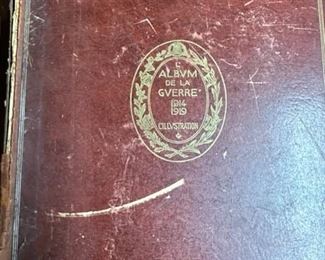 L'
ALBVM
DE LA
GVERRE
1914
1919
L'ILLVSTRATION